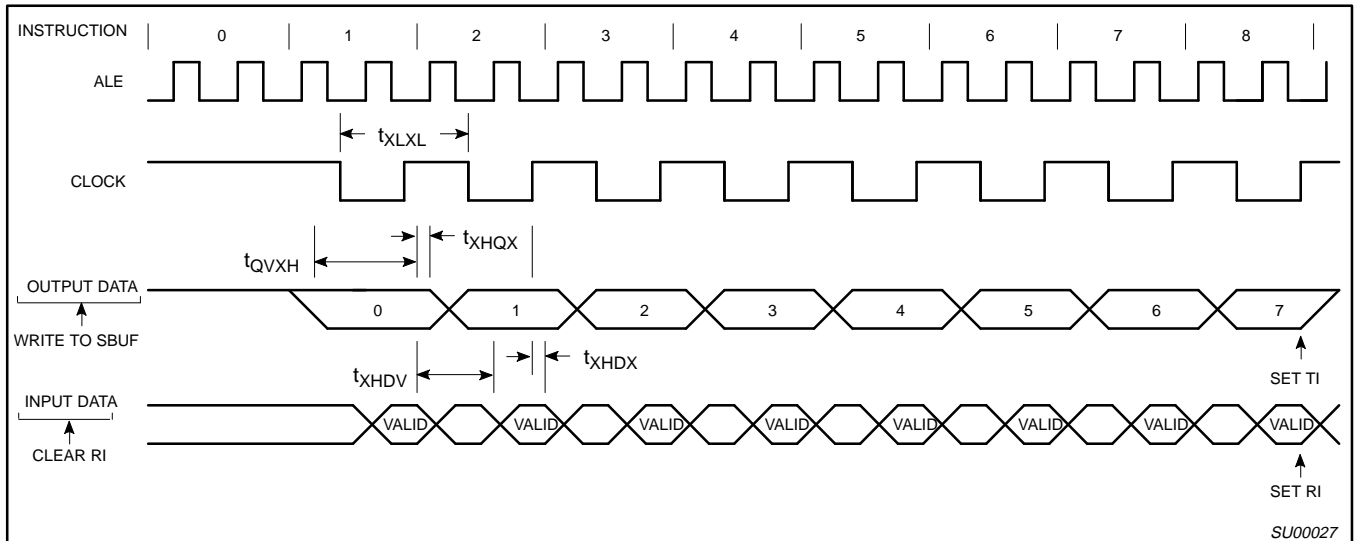 INSTRUCTION 0 1 2 3 4 5 6 7 8
ALE
tXLXL
CLOCK
tXHQX
tQVXH
OUTPUT DATA
0 1 2 3 4 5 6 7
WRITE TO SBUF
tXHDX
tXHDV
SET TI
INPUT DATA
VALID VALID VALID VALID VALID VALID VALID VALID
CLEAR RI
SET RI
SU00027